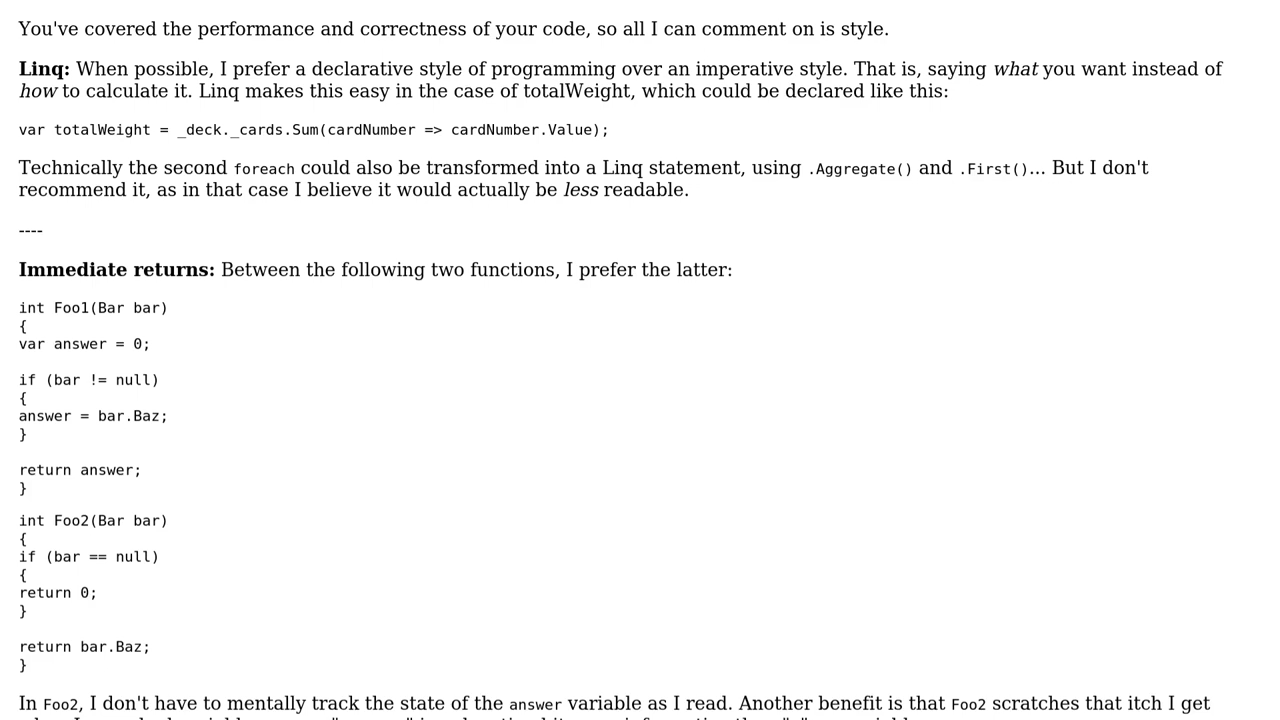 You've covered the performance and correctness of your code, so all I can comment on is style.
Linq: When possible, I prefer a declarative style of programming over an imperative style. That is, saying what you want instead of
how to calculate it. Linq makes this easy in the case of totalWeight, which could be declared like this:
var totalWeight = _deck._cards.Sum(cardNumber => cardNumber.Value);
Technically the second foreach could also be transformed into a Linq statement, using .Aggregate() and .First()... But I don't
recommend it, as in that case I believe it would actually be less readable.
----
Immediate returns: Between the following two functions, I prefer the latter:
int Foo1(Bar bar)
{
var answer = 0;
if (bar != null)
{
answer = bar.Baz;
}
return answer;
}
int Foo2(Bar bar)
{
if (bar == null)
{
return 0;
}
return bar.Baz;
}
In Foo2, I don't have to mentally track the state of the answer variable as I read. Another benefit is that Foo2 scratches that itch I get